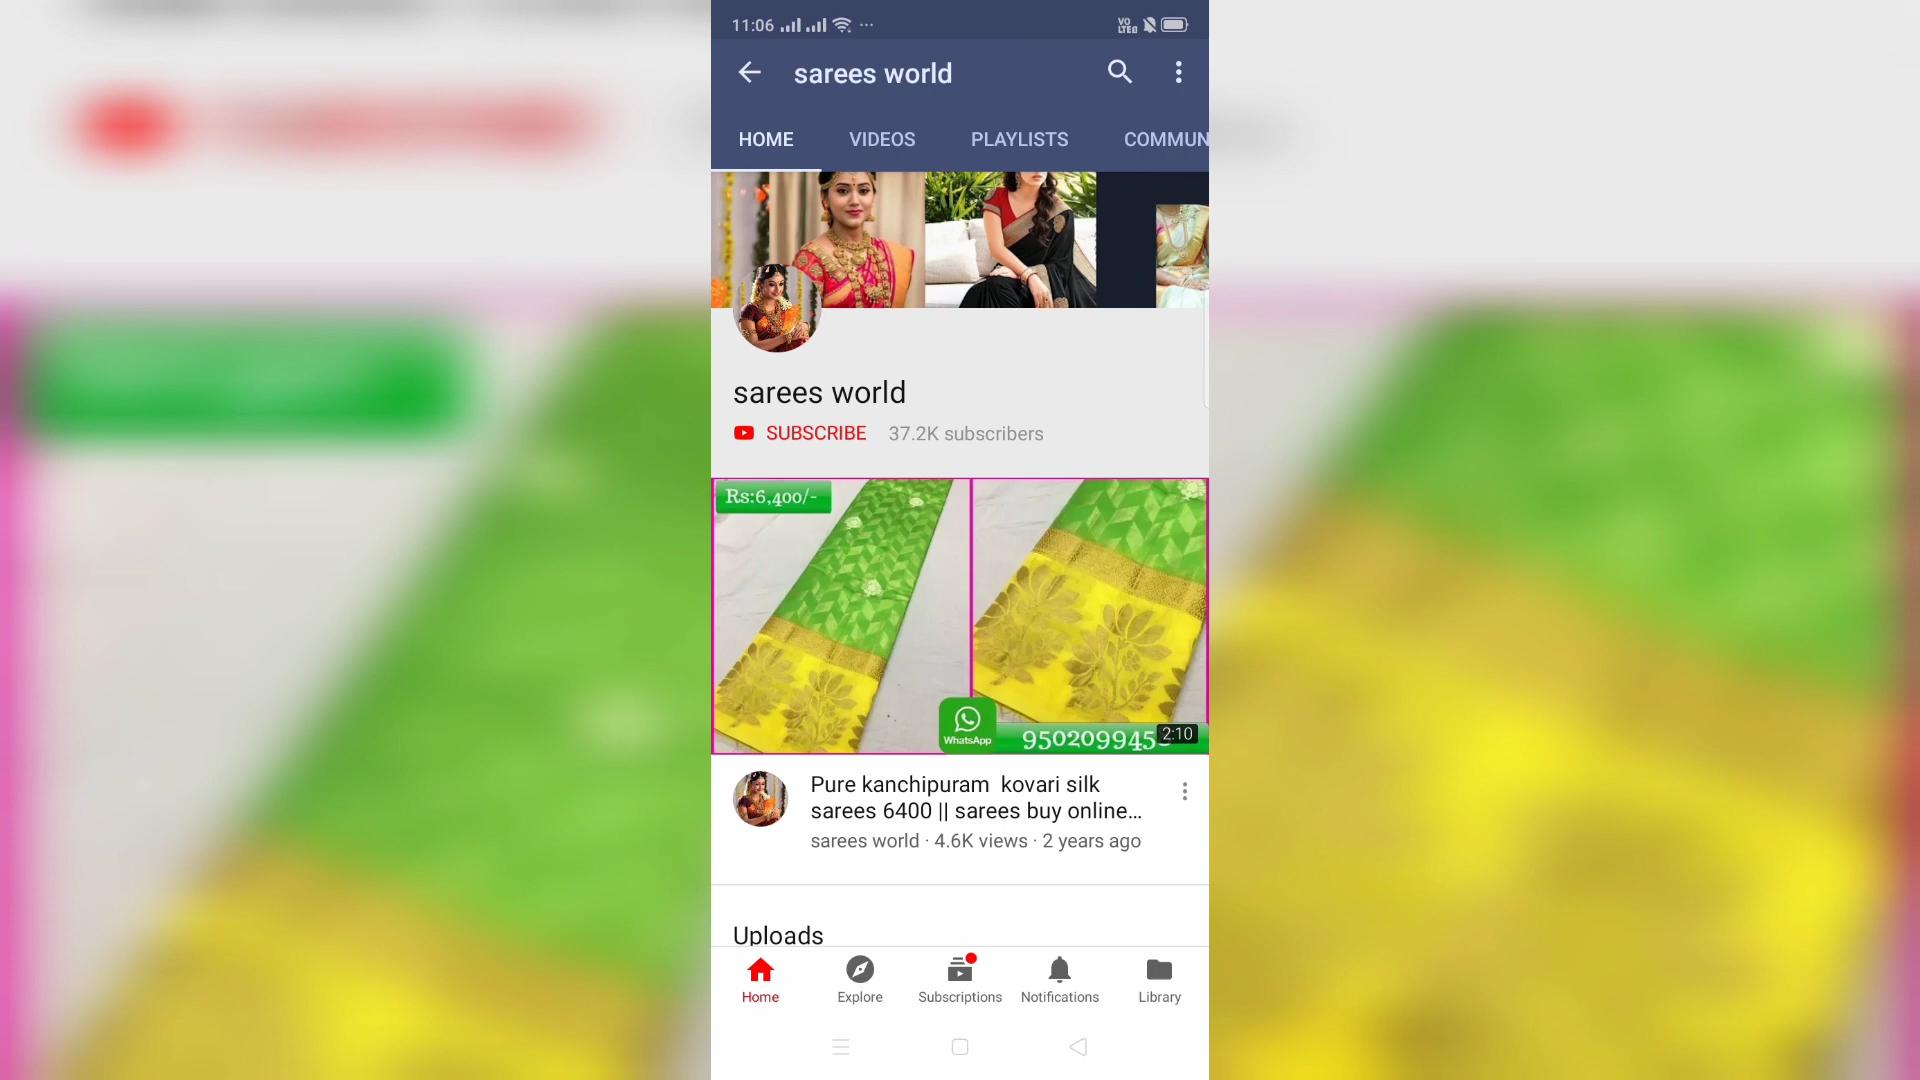 11:06
VO LTE
sarees world
HOME VIDEOS PLAYLISTS COMMUN
sarees world
SUBSCRIBE 37.2K subscribers
Rs:6,400/-
WhatsApp
950209945
2:10
Pure kanchipuram kovari silk
sarees 6400 || sarees buy online...
sarees world · 4.6K views · 2 years ago
Uploads
Home Explore Subscriptions Notifications Library